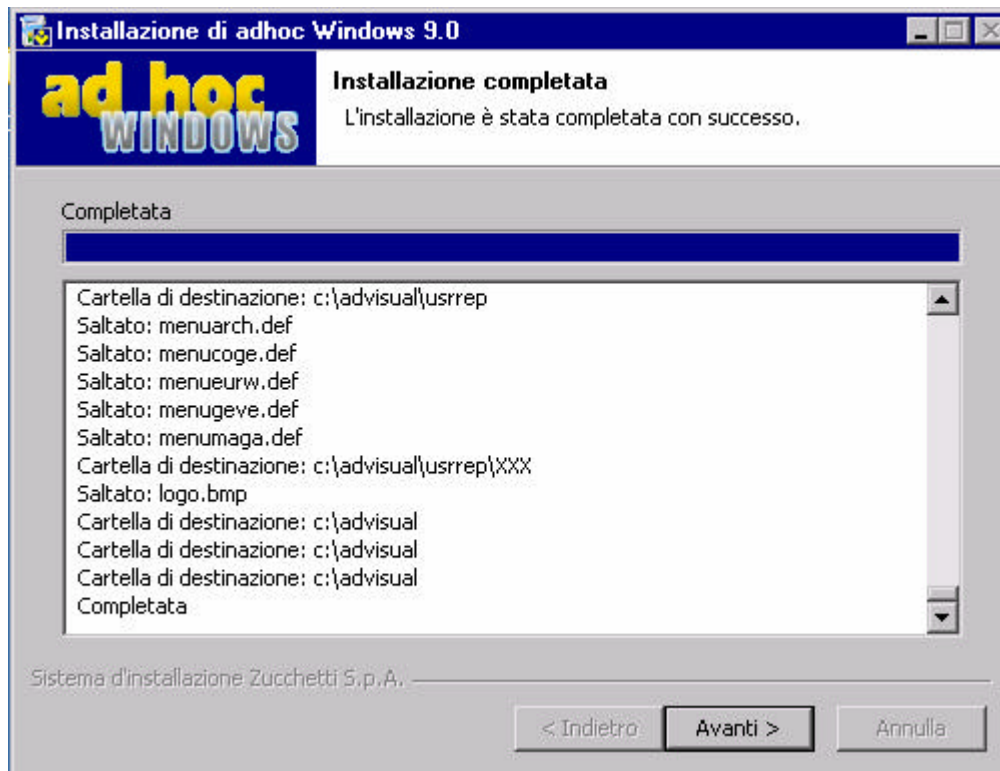 Installazione di adhoc Windows 9.0
ad hoc
WINDOWS
Installazione completata
L'installazione è stata completata con successo.
Completata
Cartella di destinazione: c:\advisual\usrrep
Saltato: menuarch.def
Saltato: menucoge.def
Saltato: menueurw.def
Saltato: menugeve.def
Saltato: menumaga.def
Cartella di destinazione: c:\advisual\usrrep\XXX
Saltato: logo.bmp
Cartella di destinazione: c:\advisual
Cartella di destinazione: c:\advisual
Cartella di destinazione: c:\advisual
Completata
Sistema d'installazione Zucchetti S.p.A.
< Indietro
Avanti >
Annulla